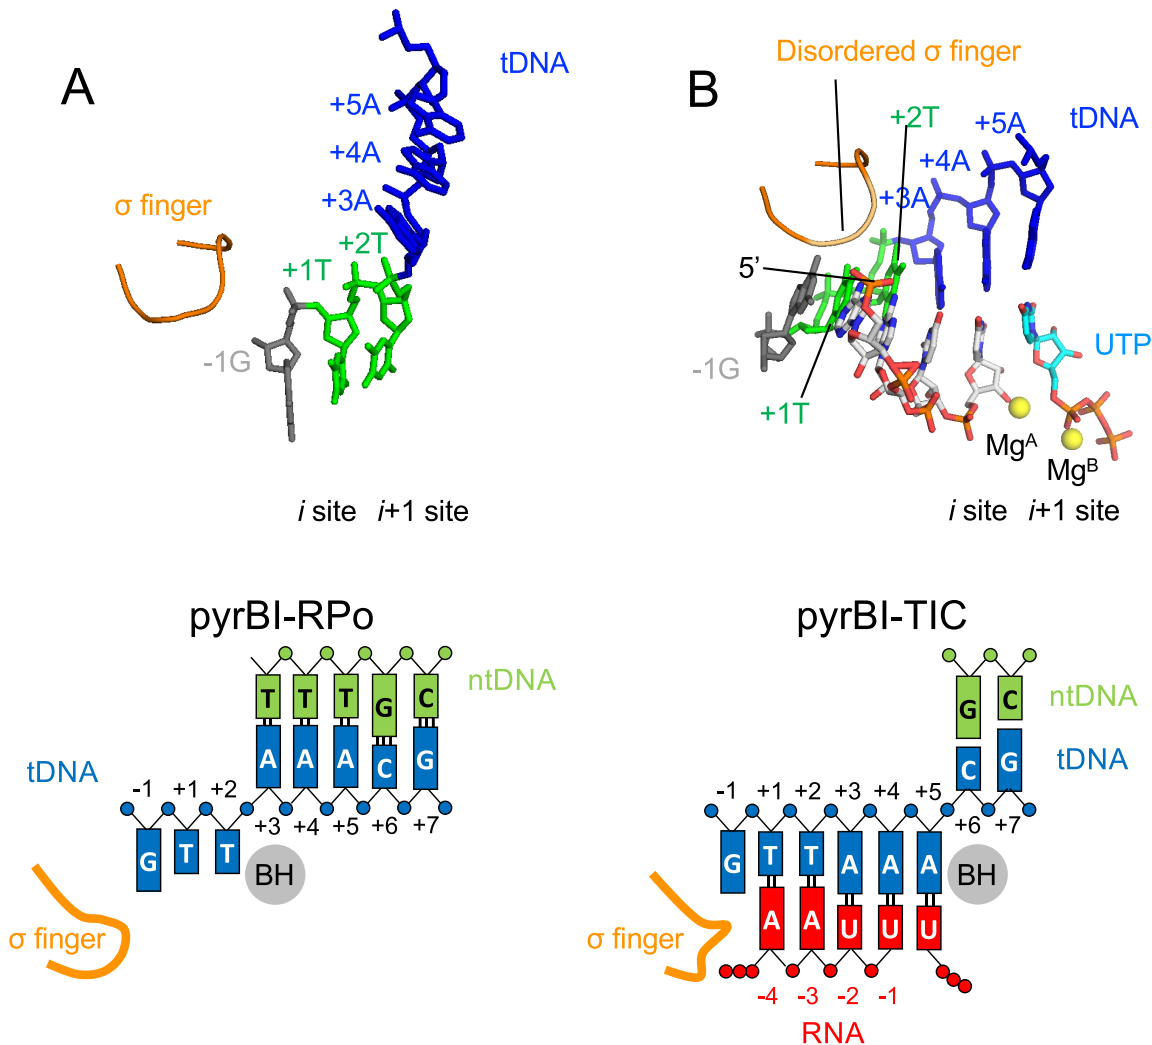 A
tDNA
+5A
+4A
+3A
σ finger
+2T
+1T
-1G
i site i+1 site
Disordered σ finger
B
+2T
+5A
tDNA
+4A
+3A
5’
UTP
-1G
+1T
Mgᴬ
Mgᴮ
i site i+1 site
pyrBI-RPo
ntDNA
T T T G C
A A A C G
tDNA
-1 +1 +2
+3 +4 +5 +6 +7
G T T
BH
σ finger
pyrBI-TIC
ntDNA
G C
tDNA
C G
-1 +1 +2 +3 +4 +5
+6 +7
G T T A A A
BH
A A U U U
σ finger
-4 -3 -2 -1
RNA